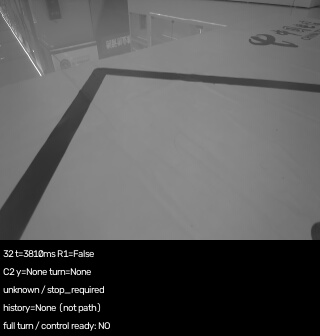 32 t=3810ms R1=False
C2 y=None turn=None
unknown / stop_required
history=None (not path)
full turn / control ready: NO